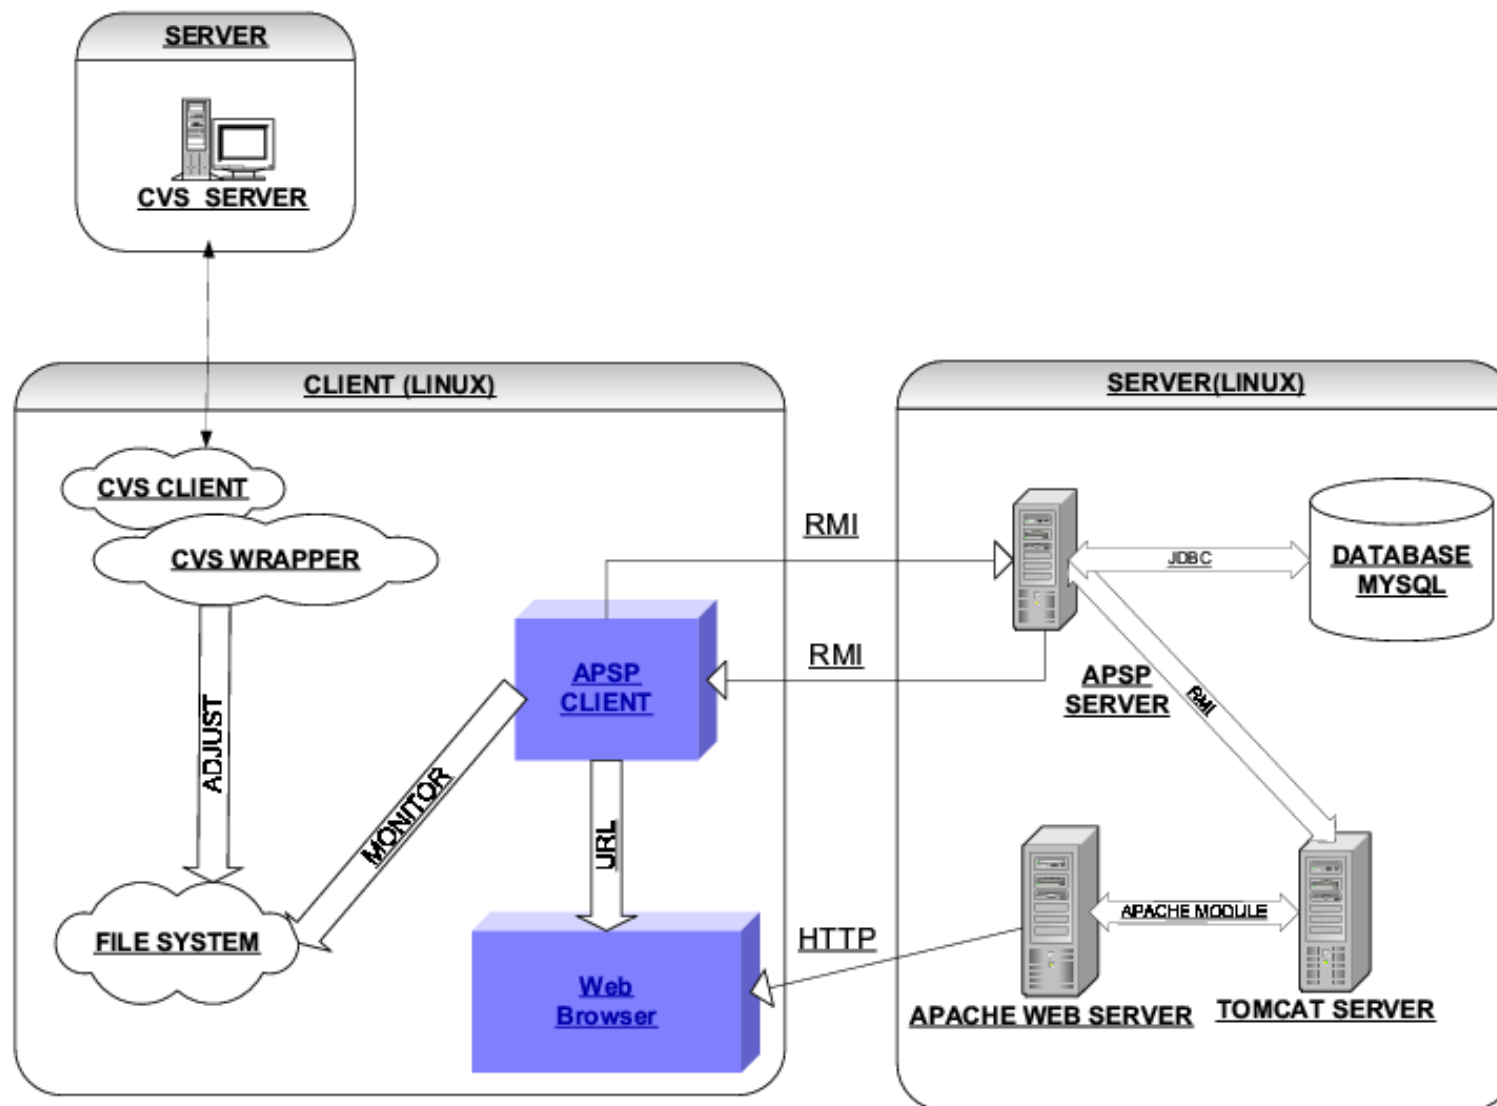 SERVER
CVS SERVER
CLIENT (LINUX)
SERVER(LINUX)
CVS CLIENT
CVS WRAPPER
RMI
JDBC
DATABASE
MYSQL
APSP
CLIENT
RMI
APSP
SERVER
RMI
ADJUST
MONITOR
URL
FILE SYSTEM
HTTP
APACHE MODULE
Web
Browser
APACHE WEB SERVER
TOMCAT SERVER